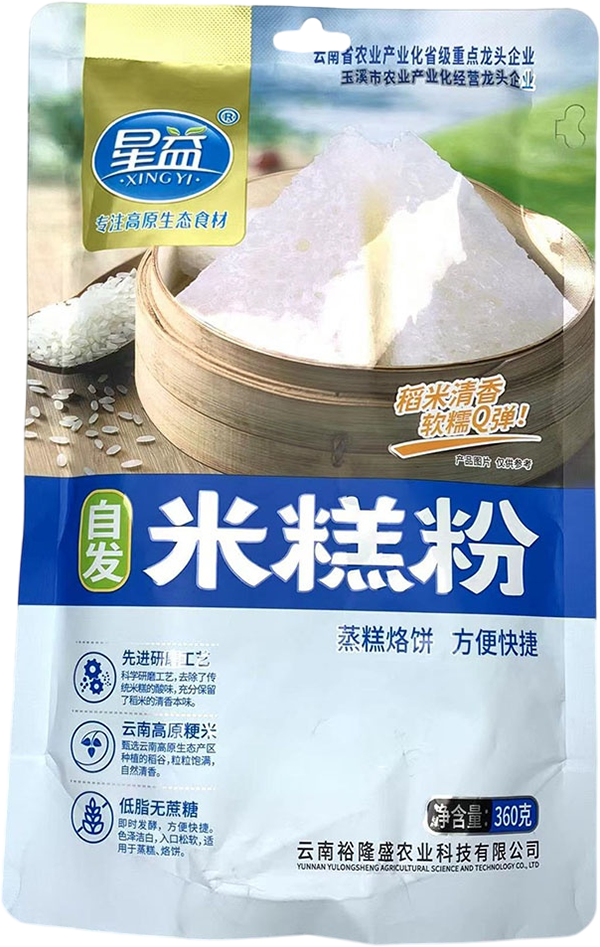 云南省农业产业化省级重点龙头企业
玉溪市农业产业化经营龙头企业
星益®
·XINGYI·
专注高原生态食材
稻米清香
软糯Q弹!
产品图片 仅供参考
自发
米糕粉
蒸糕烙饼 方便快捷
先进研磨工艺
科学研磨工艺,去除了传
统米糕的酸味,充分保留
了稻米的清香本味。
云南高原粳米
甄选云南高原生态产区
种植的稻谷,粒粒饱满,
自然清香。
低脂无蔗糖
即时发酵,方便快捷。
色泽洁白,入口松软,适
用于蒸糕、烙饼。
净含量: 360克
云南裕隆盛农业科技有限公司
YUNNAN YULONGSHENG AGRICULTURAL SCIENCE AND TECHNOLOGY CO., LTD